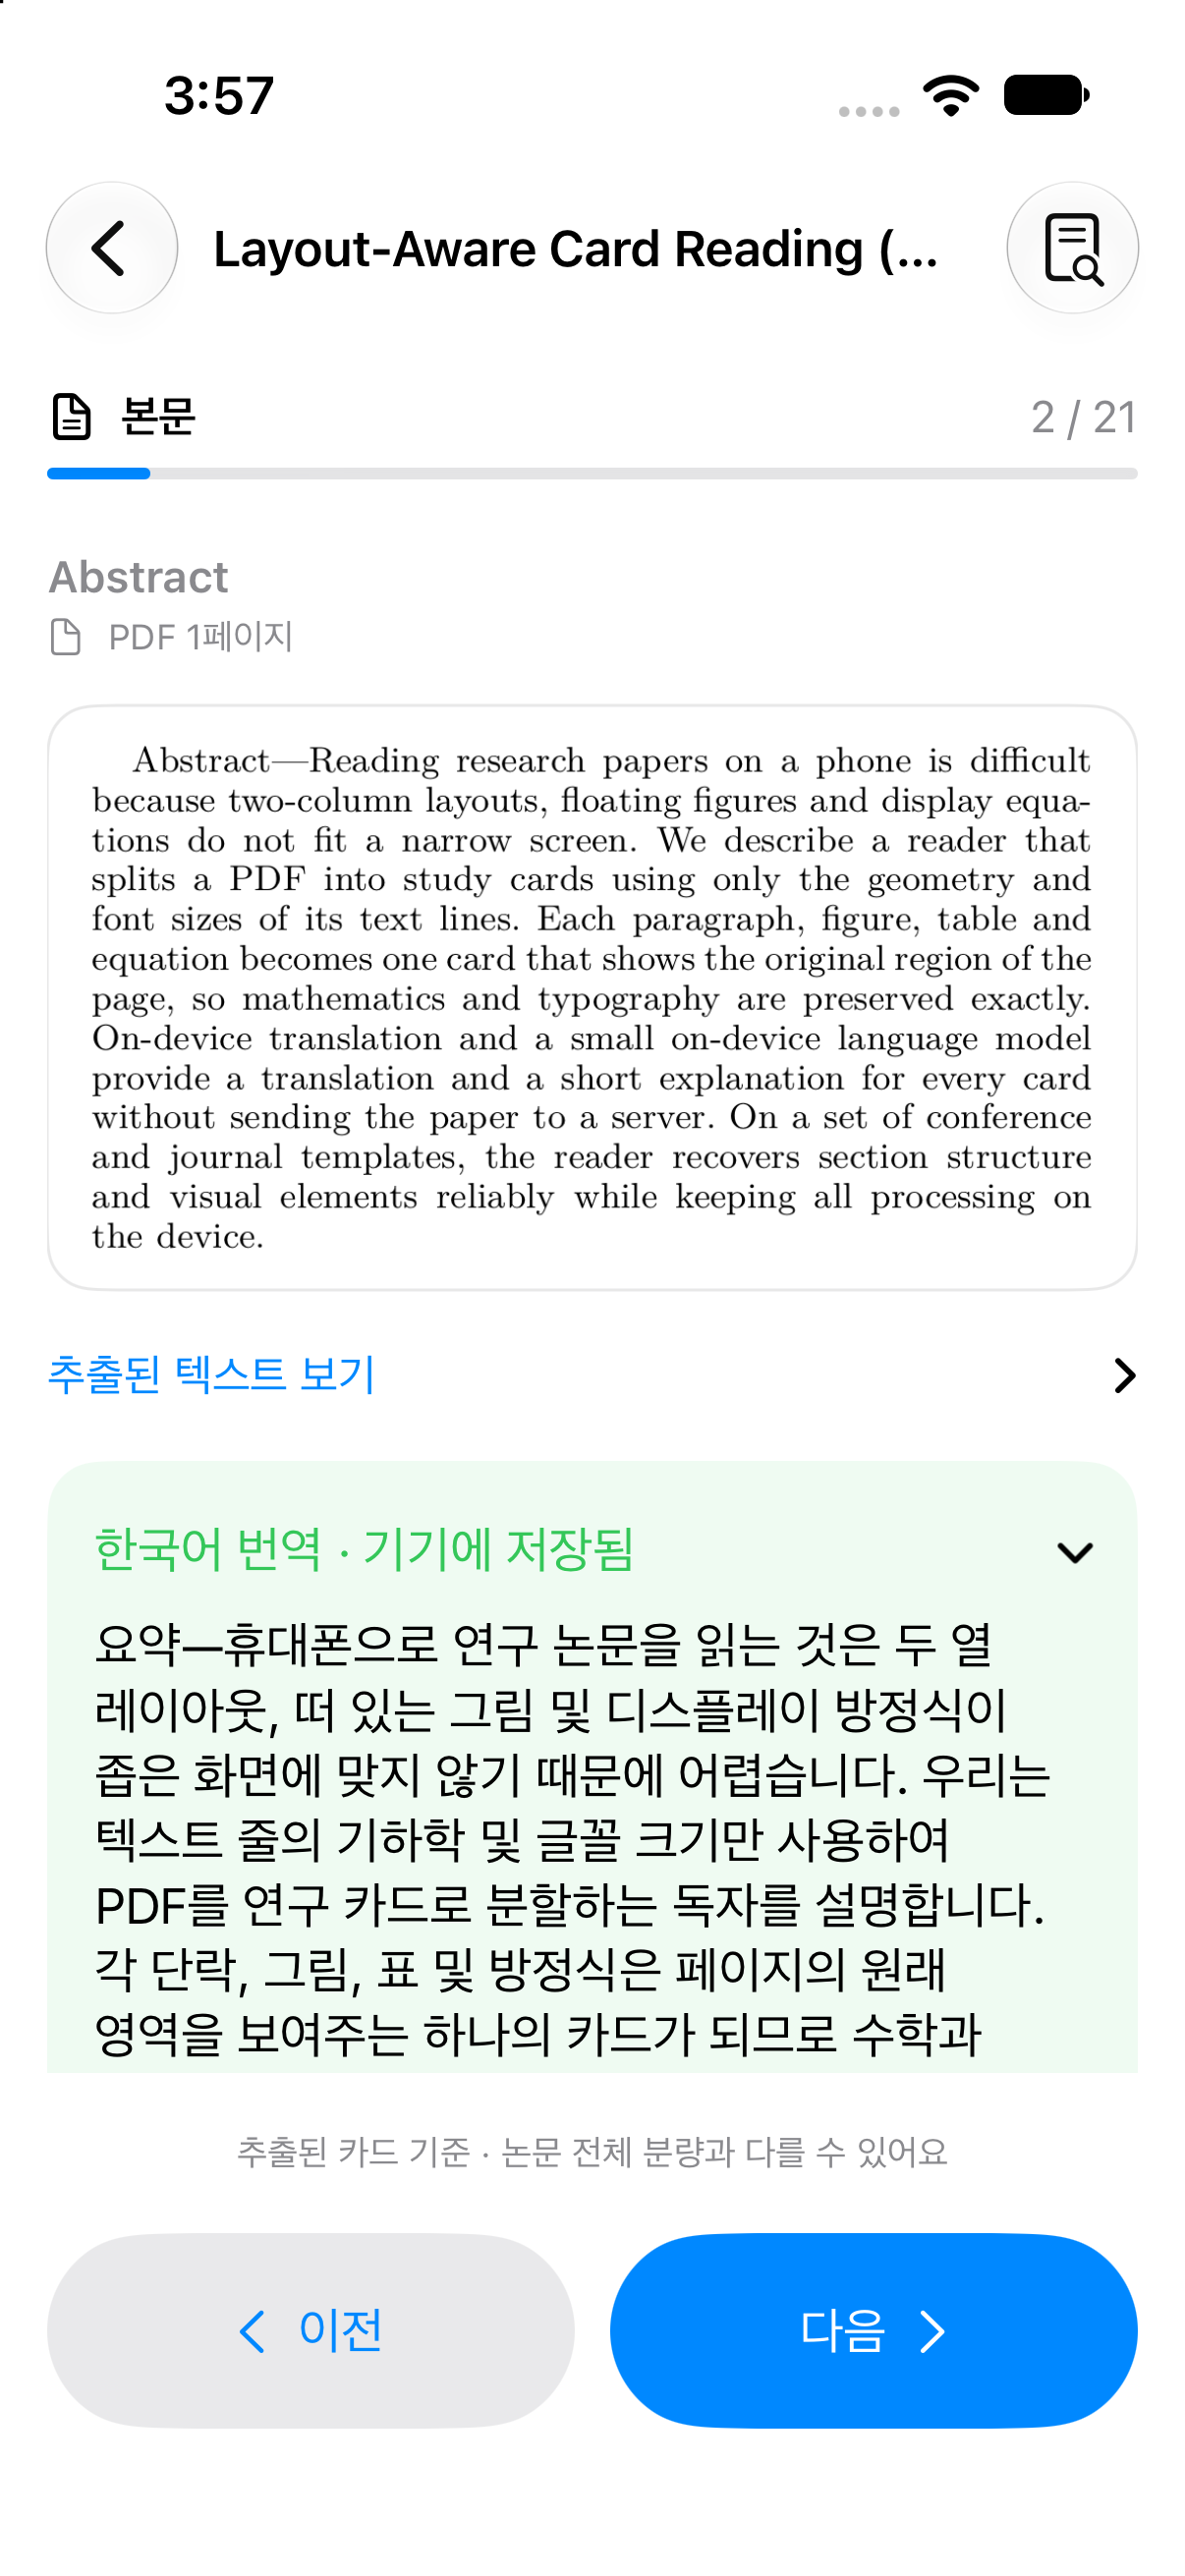 3:57
Layout-Aware Card Reading (...
본문
2 / 21
Abstract
PDF 1페이지
Abstract—Reading research papers on a phone is difficult
because two-column layouts, floating figures and display equa-
tions do not fit a narrow screen. We describe a reader that
splits a PDF into study cards using only the geometry and
font sizes of its text lines. Each paragraph, figure, table and
equation becomes one card that shows the original region of the
page, so mathematics and typography are preserved exactly.
On-device translation and a small on-device language model
provide a translation and a short explanation for every card
without sending the paper to a server. On a set of conference
and journal templates, the reader recovers section structure
and visual elements reliably while keeping all processing on
the device.
추출된 텍스트 보기
한국어 번역 · 기기에 저장됨
요약—휴대폰으로 연구 논문을 읽는 것은 두 열
레이아웃, 떠 있는 그림 및 디스플레이 방정식이
좁은 화면에 맞지 않기 때문에 어렵습니다. 우리는
텍스트 줄의 기하학 및 글꼴 크기만 사용하여
PDF를 연구 카드로 분할하는 독자를 설명합니다.
각 단락, 그림, 표 및 방정식은 페이지의 원래
영역을 보여주는 하나의 카드가 되므로 수학과
추출된 카드 기준 · 논문 전체 분량과 다를 수 있어요
이전
다음